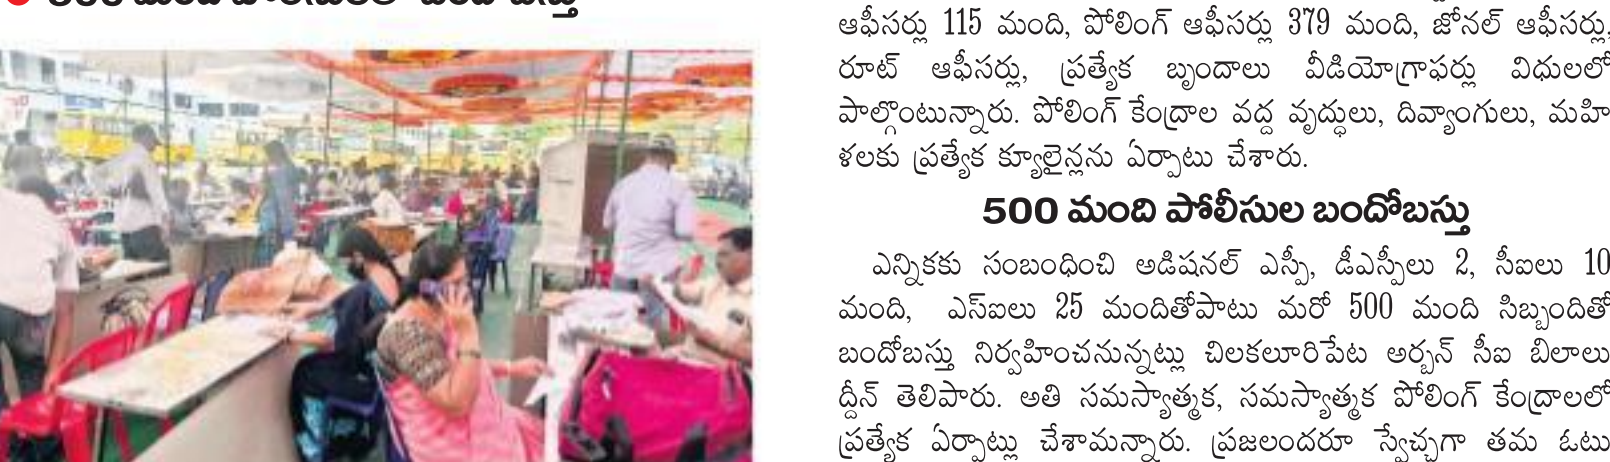 ఆఫీసర్లు 115 మంది, పోలింగ్ ఆఫీసర్లు 379 మంది, జోనల్ ఆఫీసర్లు,
రూట్ ఆఫీసర్లు, ప్రత్యేక బృందాలు వీడియోగ్రాఫర్లు విధులలో
పాల్గొంటున్నారు. పోలింగ్ కేంద్రాల వద్ద వృద్ధులు, దివ్యాంగులు, మహి
ళలకు ప్రత్యేక క్యూలైన్లను ఏర్పాటు చేశారు.
500 మంది పోలీసుల బందోబస్తు
ఎన్నికకు సంబంధించి అడిషనల్ ఎస్పీ, డీఎస్పీలు 2, సీఐలు 10
మంది, ఎస్ఐలు 25 మందితోపాటు మరో 500 మంది సిబ్బందితో
బందోబస్తు నిర్వహించనున్నట్లు చిలకలూరిపేట అర్బన్ సీఐ బిలాలు
ద్దీన్ తెలిపారు. అతి సమస్యాత్మక, సమస్యాత్మక పోలింగ్ కేంద్రాలలో
ప్రత్యేక ఏర్పాట్లు చేశామన్నారు. ప్రజలందరూ స్వేచ్ఛగా తమ ఓటు